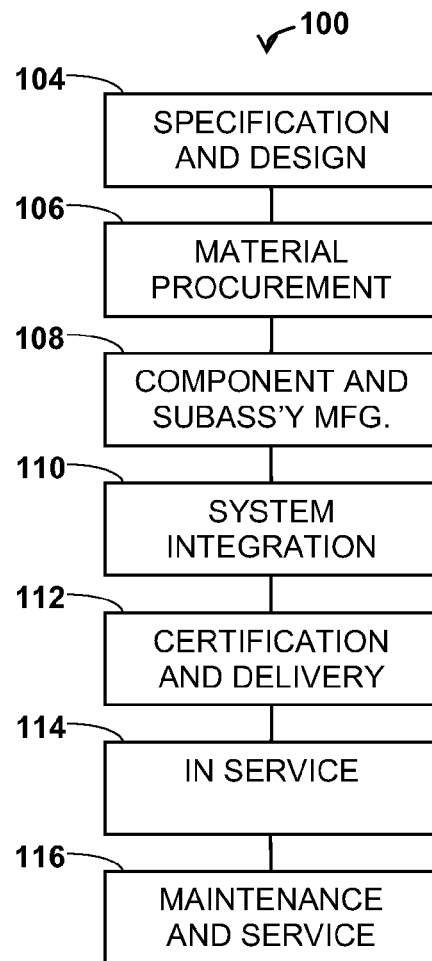 100
104
SPECIFICATION
AND DESIGN
106
MATERIAL
PROCUREMENT
108
COMPONENT AND
SUBASS'Y MFG.
110
SYSTEM
INTEGRATION
112
CERTIFICATION
AND DELIVERY
114
IN SERVICE
116
MAINTENANCE
AND SERVICE